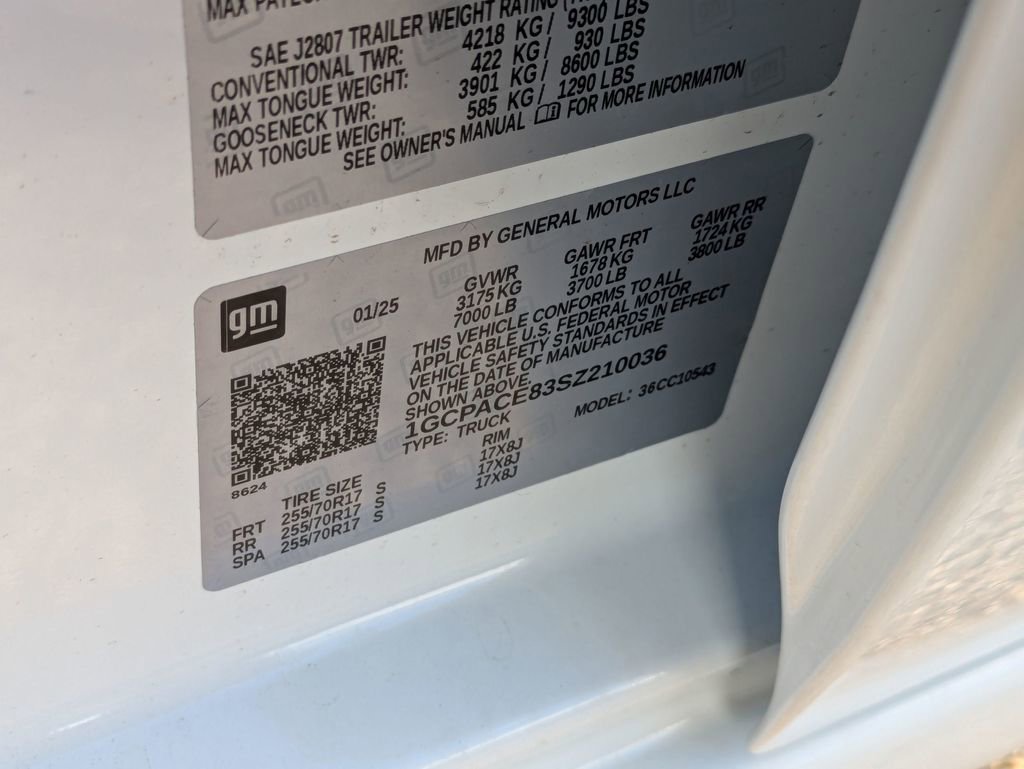 MAX PAYLOAD
SAE J2807 TRAILER WEIGHT RATING
CONVENTIONAL TWR: 4218 KG/ 9300 LBS
MAX TONGUE WEIGHT: 422 KG/ 930 LBS
GOOSENECK TWR: 3901 KG/ 8600 LBS
MAX TONGUE WEIGHT: 585 KG/ 1290 LBS
SEE OWNER'S MANUAL FOR MORE INFORMATION
MFD BY GENERAL MOTORS LLC
gm 01/25
GVWR GAWR FRT GAWR RR
3175 KG 1678 KG 1724 KG
7000 LB 3700 LB 3800 LB
THIS VEHICLE CONFORMS TO ALL
APPLICABLE U.S. FEDERAL MOTOR
VEHICLE SAFETY STANDARDS IN EFFECT
ON THE DATE OF MANUFACTURE
SHOWN ABOVE.
1GCPACE83SZ210036
TYPE: TRUCK MODEL: 36CC10543
8624
TIRE SIZE RIM
FRT 255/70R17 S 17X8J
RR 255/70R17 S 17X8J
SPA 255/70R17 S 17X8J